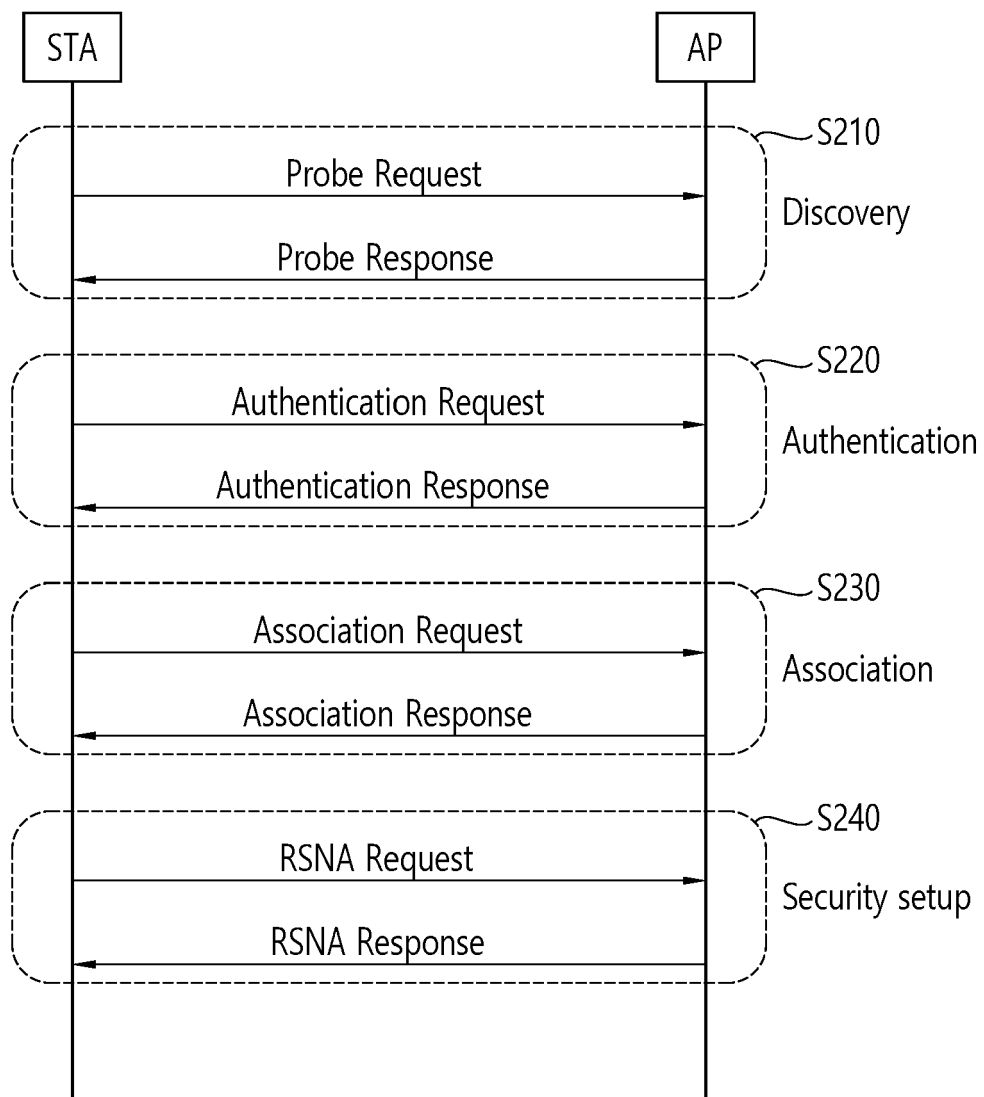 STA
AP
S210
Probe Request
Discovery
Probe Response
S220
Authentication Request
Authentication
Authentication Response
S230
Association Request
Association
Association Response
S240
RSNA Request
Security setup
RSNA Response